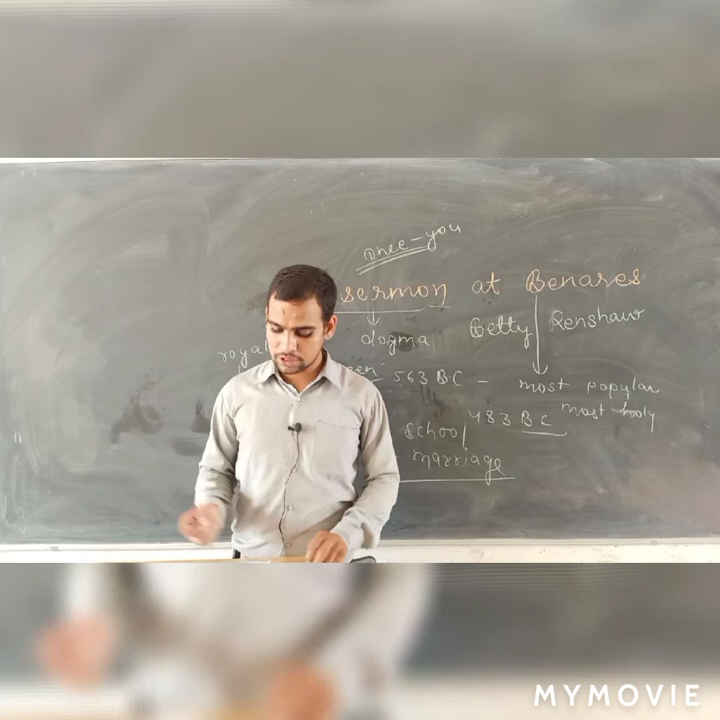 once-you
sermon at Benares
dogma
Betty Renshaw
royal
563 BC - most popular
483 BC most holy
school
marriage
MYMOVIE